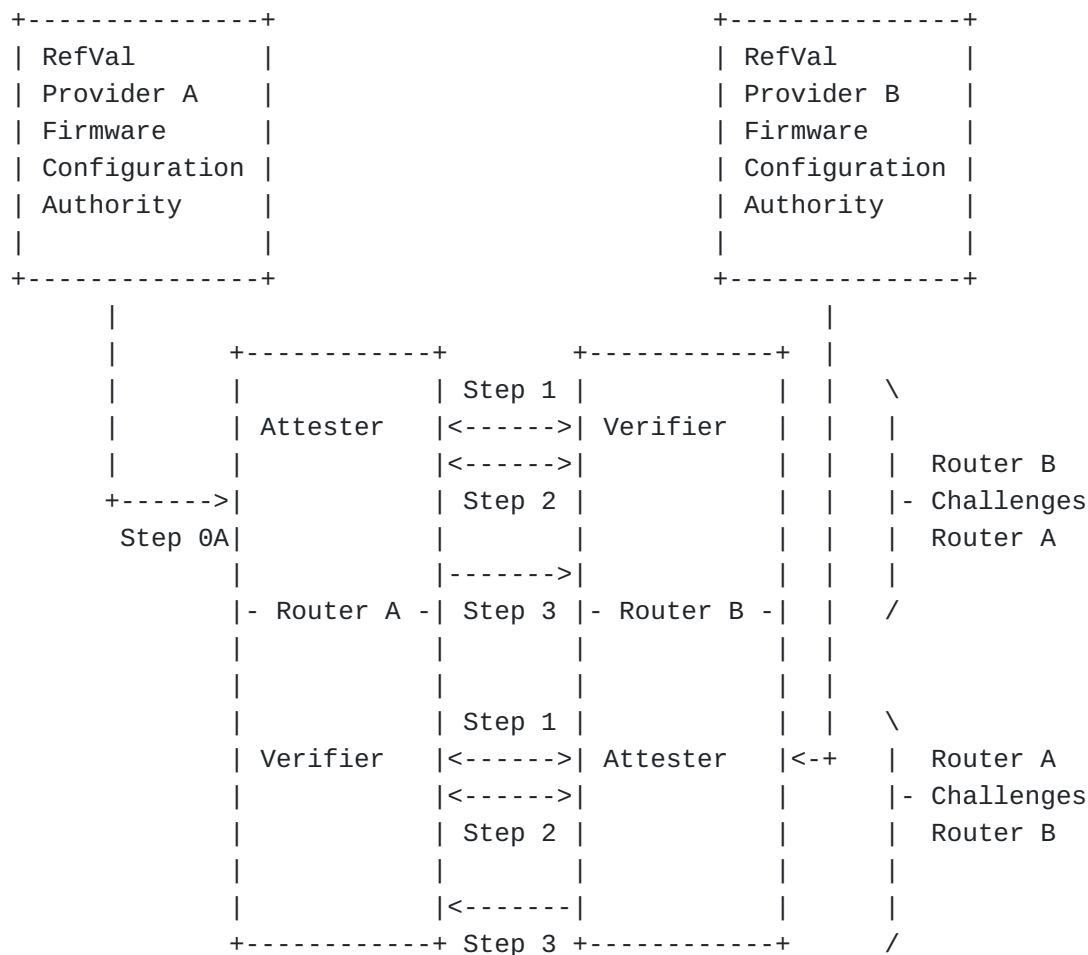 +---------------+                           +---------------+
| RefVal        |                           | RefVal        |
| Provider A    |                           | Provider B    |
| Firmware      |                           | Firmware      |
| Configuration |                           | Configuration |
| Authority     |                           | Authority     |
|               |                           |               |
+---------------+                           +---------------+
      |                                           |
      |       +------------+        +------------+  |
      |       |            | Step 1 |            |  |   \
      |       | Attester   |<------>| Verifier   |  |   |
      |       |            |<------>|            |  |   |  Router B
      +------>|            | Step 2 |            |  |   |- Challenges
       Step 0A|            |        |            |  |   |  Router A
              |            |------->|            |  |   |
              |- Router A -| Step 3 |- Router B -|  |   /
              |            |        |            |  |
              |            |        |            |  |
              |            | Step 1 |            |  |   \
              | Verifier   |<------>| Attester   |<-+   |  Router A
              |            |<------>|            |      |- Challenges
              |            | Step 2 |            |      |  Router B
              |            |        |            |      |
              |            |<-------|            |      |
              +------------+ Step 3 +------------+      /